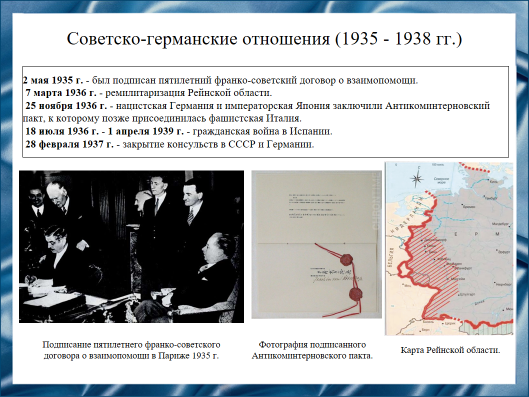 Советско-германские отношения (1935 - 1938 гг.)
2 мая 1935 г. - был подписан пятилетний франко-советский договор о взаимопомощи.
7 марта 1936 г. - ремилитаризация Рейнской области.
25 ноября 1936 г. - нацистская Германия и императорская Япония заключили Антикоминтерновский
пакт, к которому позже присоединилась фашистская Италия.
18 июля 1936 г. - 1 апреля 1939 г. - гражданская война в Испании.
28 февраля 1937 г. - закрытие консульств в СССР и Германии.
Подписание пятилетнего франко-советского
договора о взаимопомощи в Париже 1935 г.
Фотография подписанного
Антикоминтерновского пакта.
Карта Рейнской области.